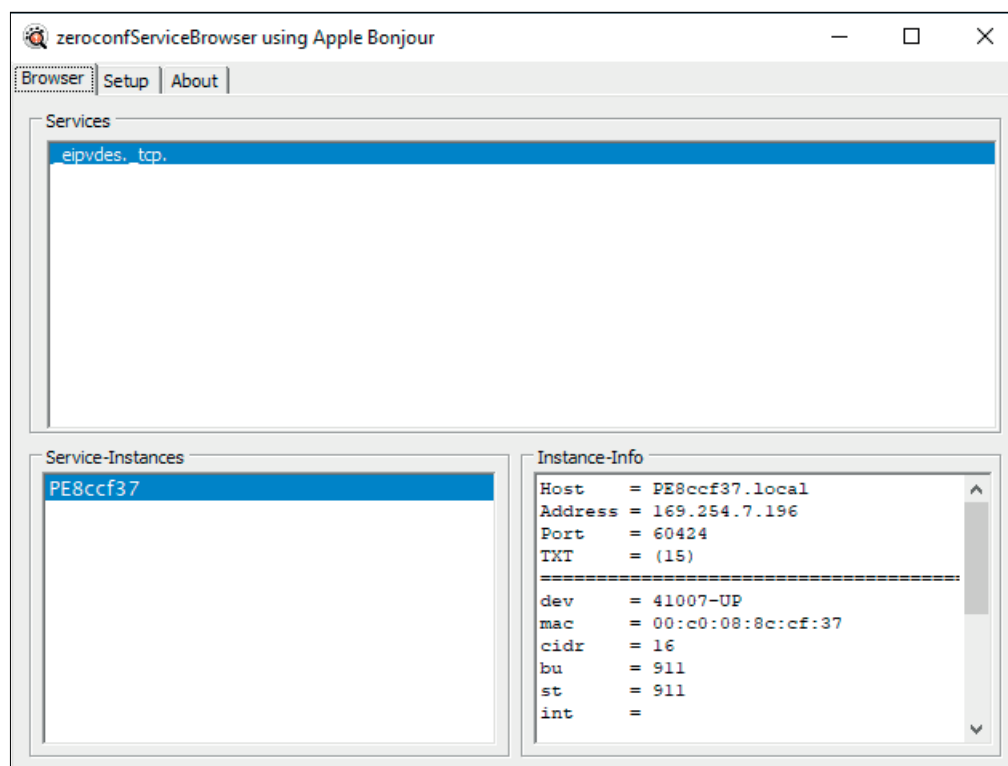 zeroconfServiceBrowser using Apple Bonjour
Browser Setup About
Services
_eipvdes._tcp.
Service-Instances
PE8ccf37
Instance-Info
Host = PE8ccf37.local
Address = 169.254.7.196
Port = 60424
TXT = (15)
======================================
dev = 41007-UP
mac = 00:c0:08:8c:cf:37
cidr = 16
bu = 911
st = 911
int =